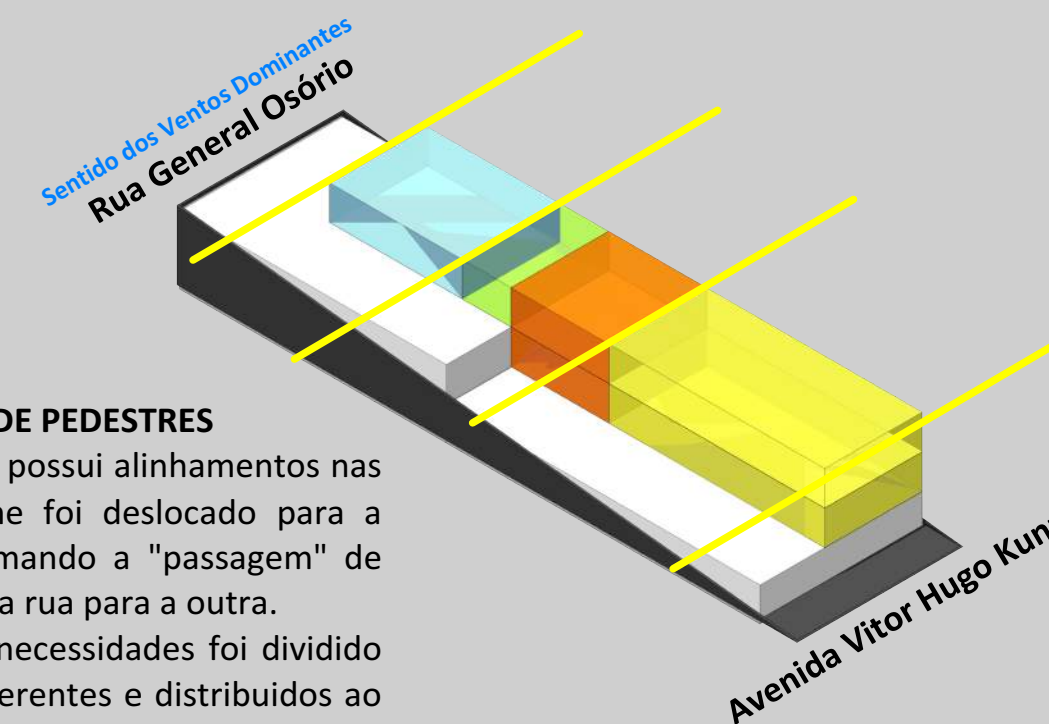 Sentido dos Ventos Dominantes
Rua General Osório
DE PEDESTRES
possui alinhamentos nas
foi deslocado para a
"passagem" de
a rua para a outra.
necessidades foi dividido
e distribuidos ao
Avenida Vitor Hugo